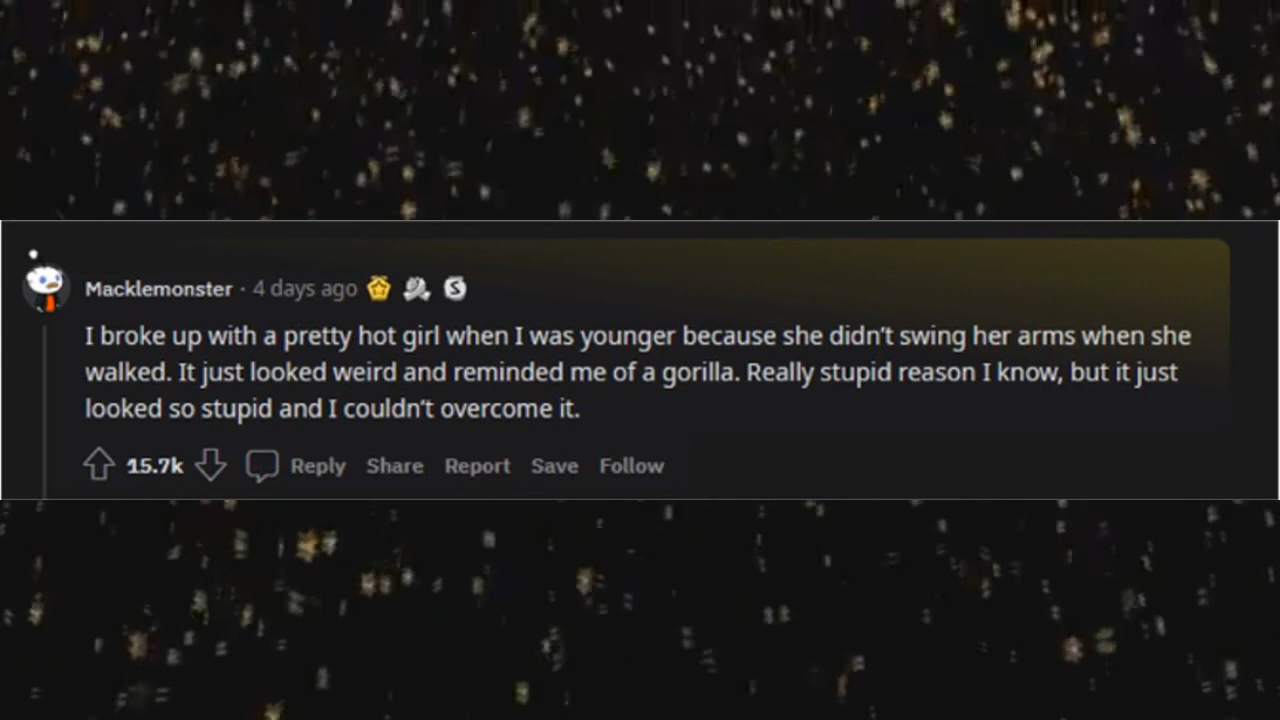 Macklemonster · 4 days ago
I broke up with a pretty hot girl when I was younger because she didn't swing her arms when she
walked. It just looked weird and reminded me of a gorilla. Really stupid reason I know, but it just
looked so stupid and I couldn't overcome it.
15.7k Reply Share Report Save Follow